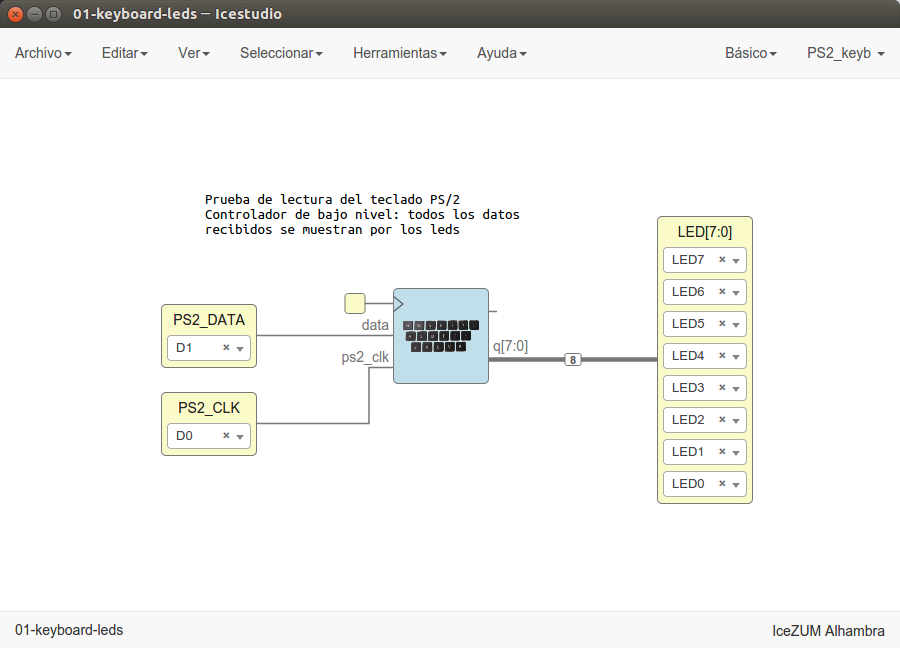 01-keyboard-leds – Icestudio
Archivo Editar Ver Seleccionar Herramientas Ayuda Básico PS2_keyb
Prueba de lectura del teclado PS/2
Controlador de bajo nivel: todos los datos
recibidos se muestran por los leds
PS2_DATA
D1
PS2_CLK
D0
data
ps2_clk
q[7:0]
8
LED[7:0]
LED7
LED6
LED5
LED4
LED3
LED2
LED1
LED0
01-keyboard-leds
IceZUM Alhambra